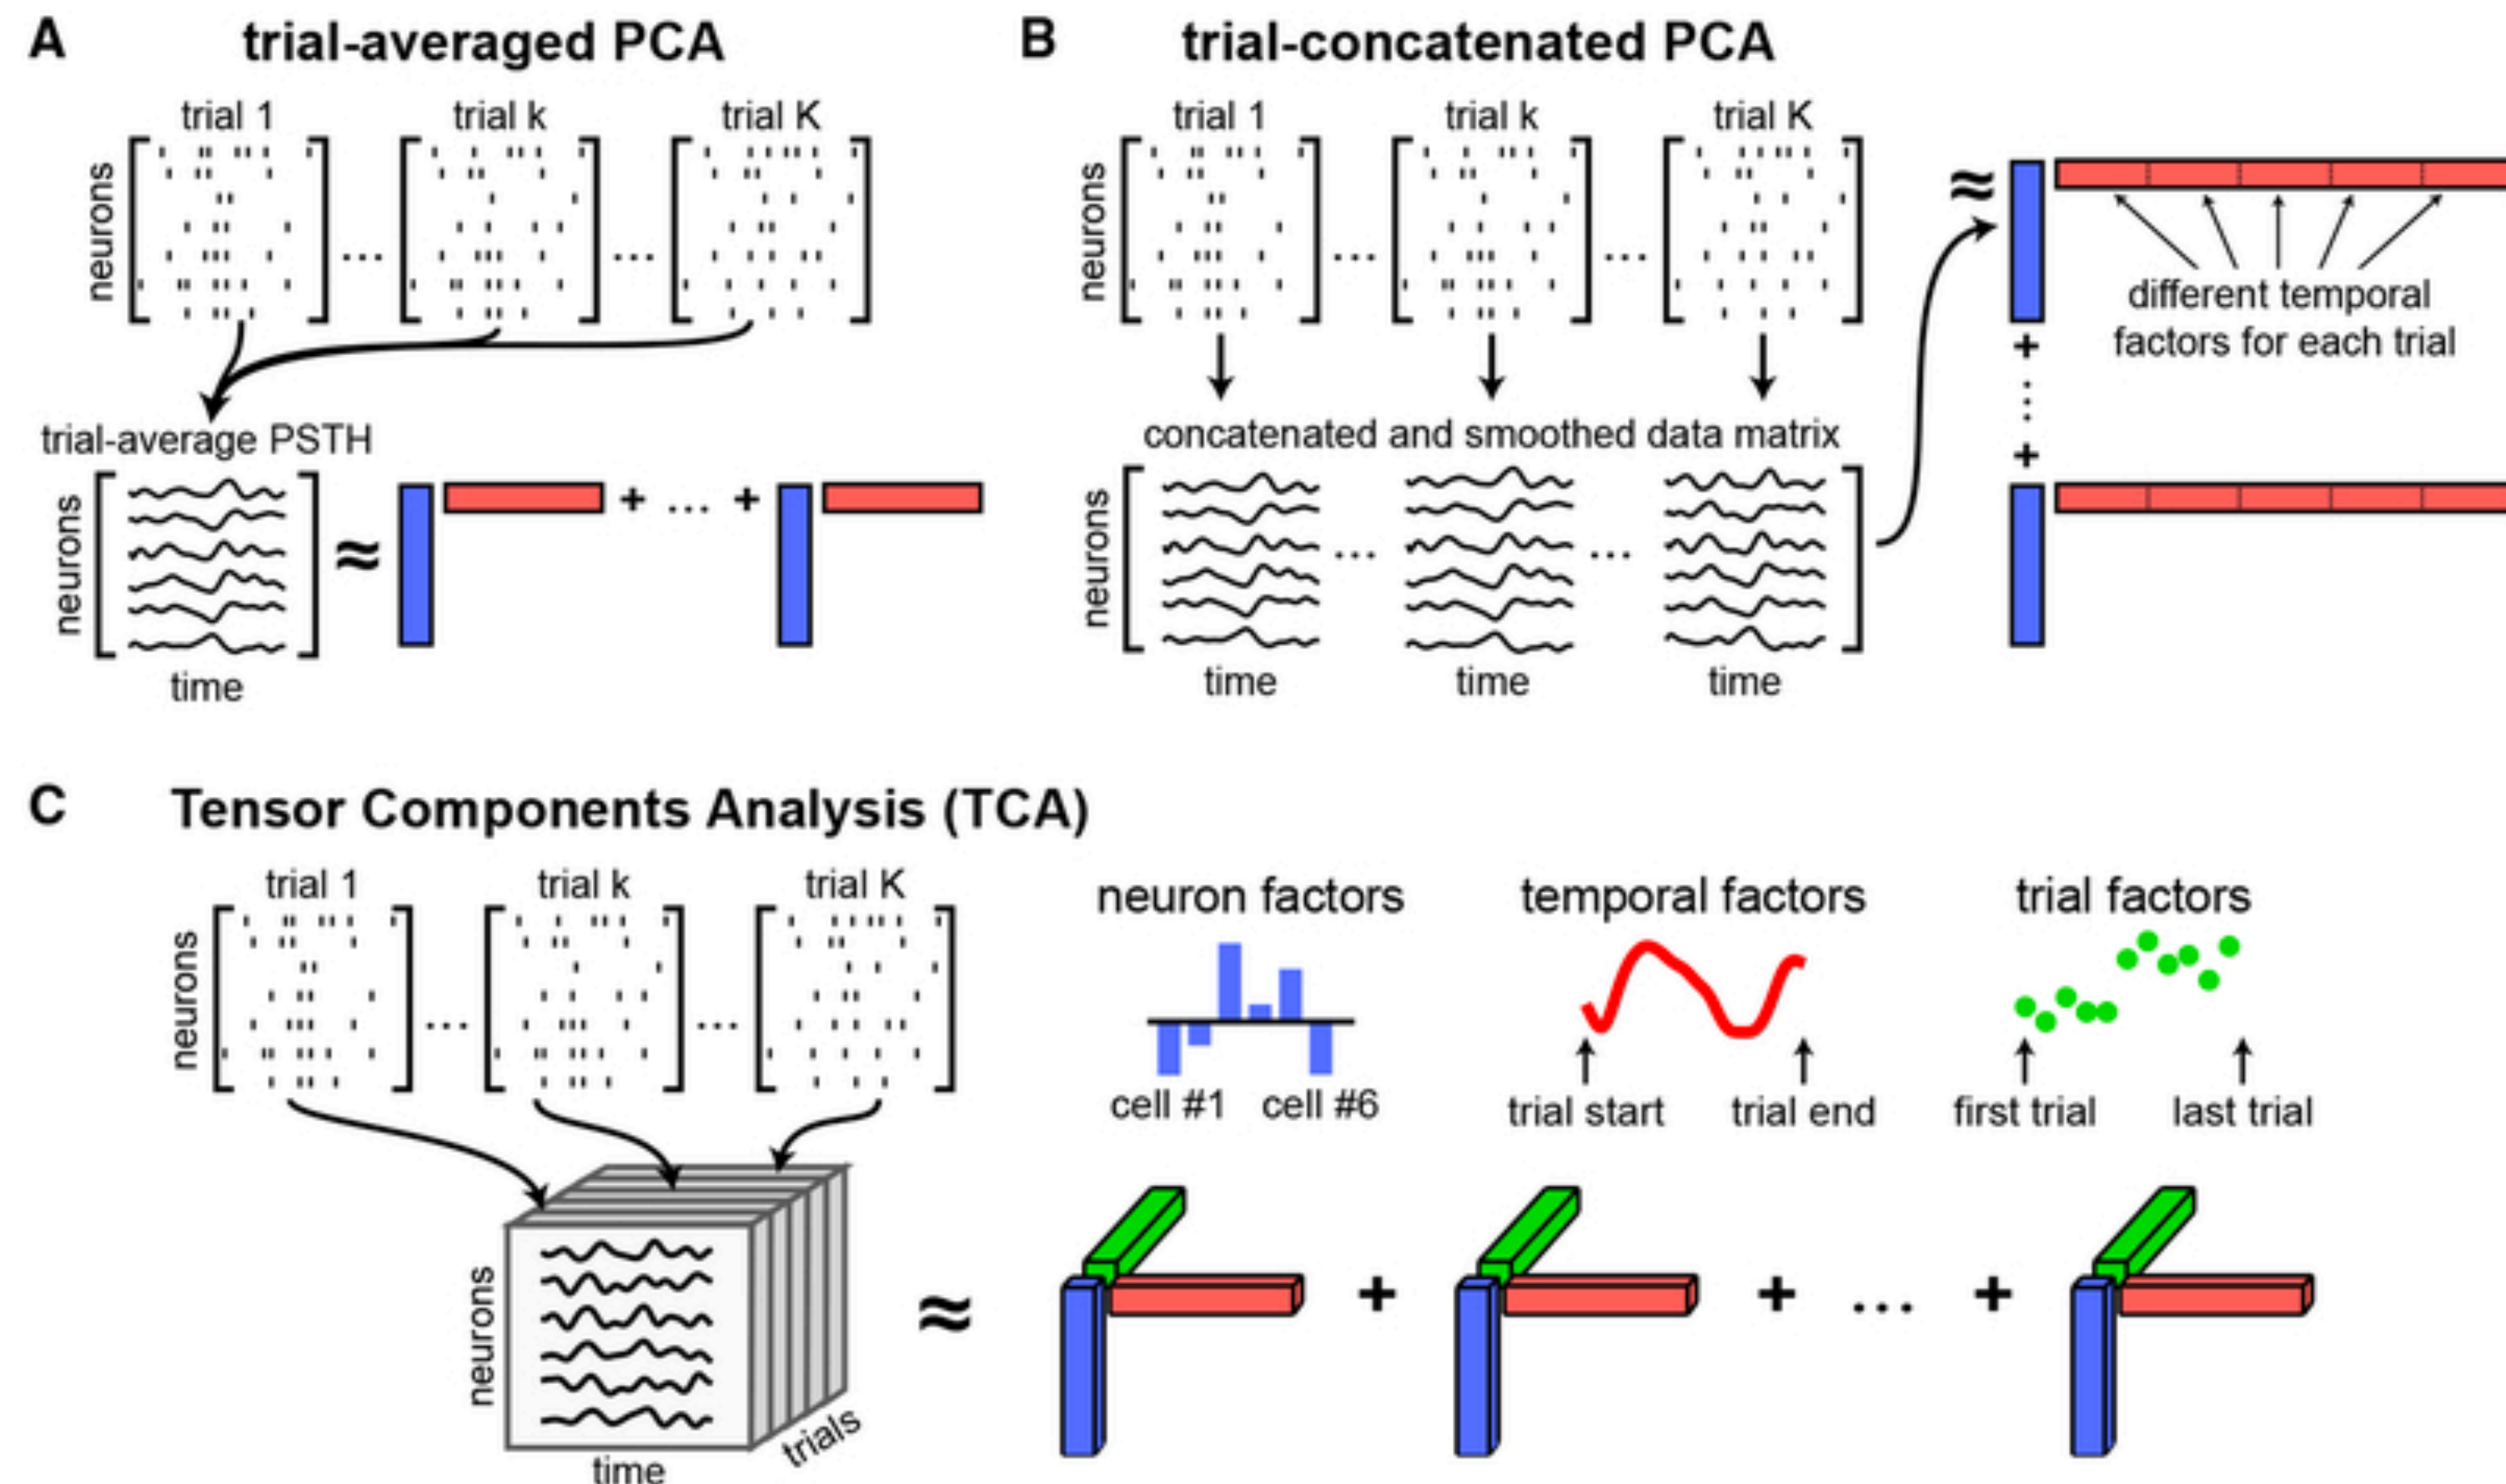 A trial-averaged PCA
trial 1 trial k trial K
neurons
... ...
trial-average PSTH
neurons
≈ + ... +
time
B trial-concatenated PCA
trial 1 trial k trial K
neurons
... ...
concatenated and smoothed data matrix
neurons
... ...
time time time
≈
different temporal
factors for each trial
+
⋮
+
C Tensor Components Analysis (TCA)
trial 1 trial k trial K
neurons
... ...
neurons
time
trials
neuron factors
cell #1 cell #6
temporal factors
trial start trial end
trial factors
first trial last trial
≈ + + ... +